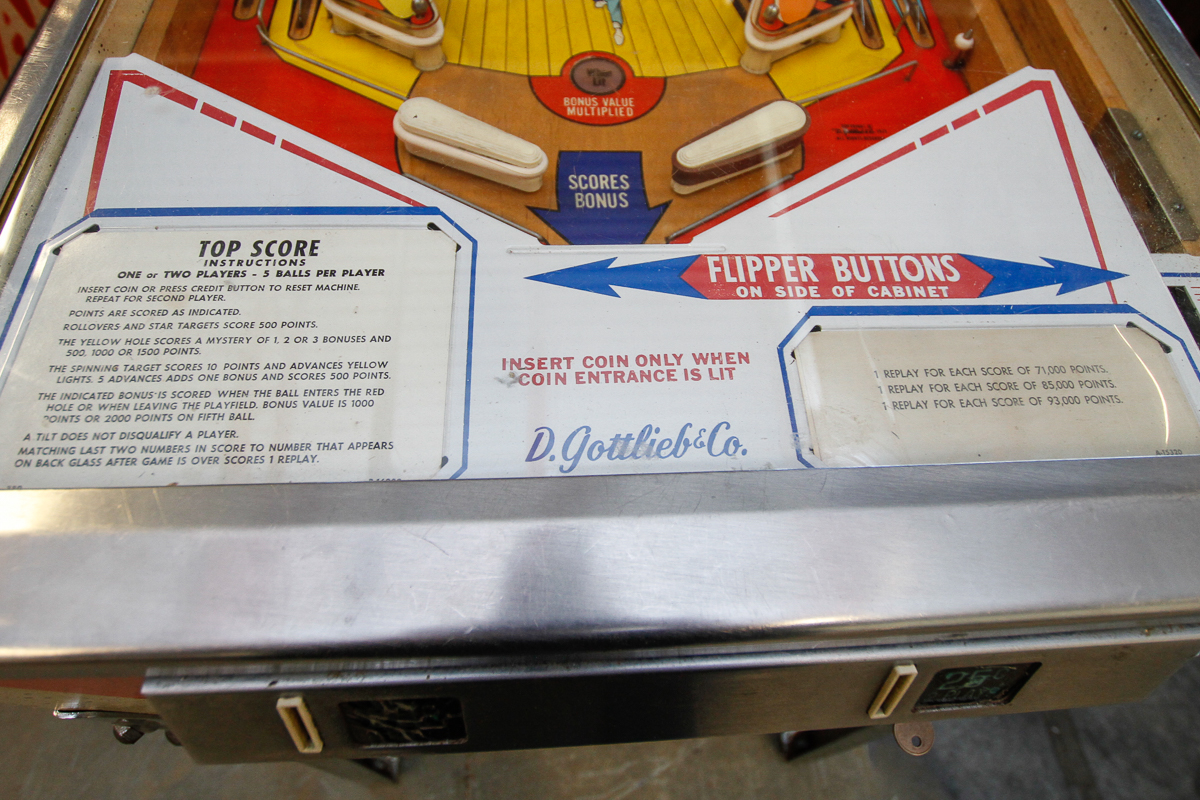 When
Lit
BONUS VALUE
MULTIPLIED
SCORES
BONUS
TOP SCORE
INSTRUCTIONS
ONE or TWO PLAYERS - 5 BALLS PER PLAYER
INSERT COIN OR PRESS CREDIT BUTTON TO RESET MACHINE.
REPEAT FOR SECOND PLAYER.
POINTS ARE SCORED AS INDICATED.
ROLLOVERS AND STAR TARGETS SCORE 500 POINTS.
THE YELLOW HOLE SCORES A MYSTERY OF 1, 2 OR 3 BONUSES AND
500, 1000 OR 1500 POINTS.
THE SPINNING TARGET SCORES 10 POINTS AND ADVANCES YELLOW
LIGHTS. 5 ADVANCES ADDS ONE BONUS AND SCORES 500 POINTS.
THE INDICATED BONUS IS SCORED WHEN THE BALL ENTERS THE RED
HOLE OR WHEN LEAVING THE PLAYFIELD. BONUS VALUE IS 1000
POINTS OR 2000 POINTS ON FIFTH BALL.
A TILT DOES NOT DISQUALIFY A PLAYER.
MATCHING LAST TWO NUMBERS IN SCORE TO NUMBER THAT APPEARS
ON BACK GLASS AFTER GAME IS OVER SCORES 1 REPLAY.
FLIPPER BUTTONS
ON SIDE OF CABINET
INSERT COIN ONLY WHEN
COIN ENTRANCE IS LIT
D. Gottlieb & Co.
1 REPLAY FOR EACH SCORE OF 71,000 POINTS.
1 REPLAY FOR EACH SCORE OF 85,000 POINTS.
1 REPLAY FOR EACH SCORE OF 93,000 POINTS.
A-15320
25¢